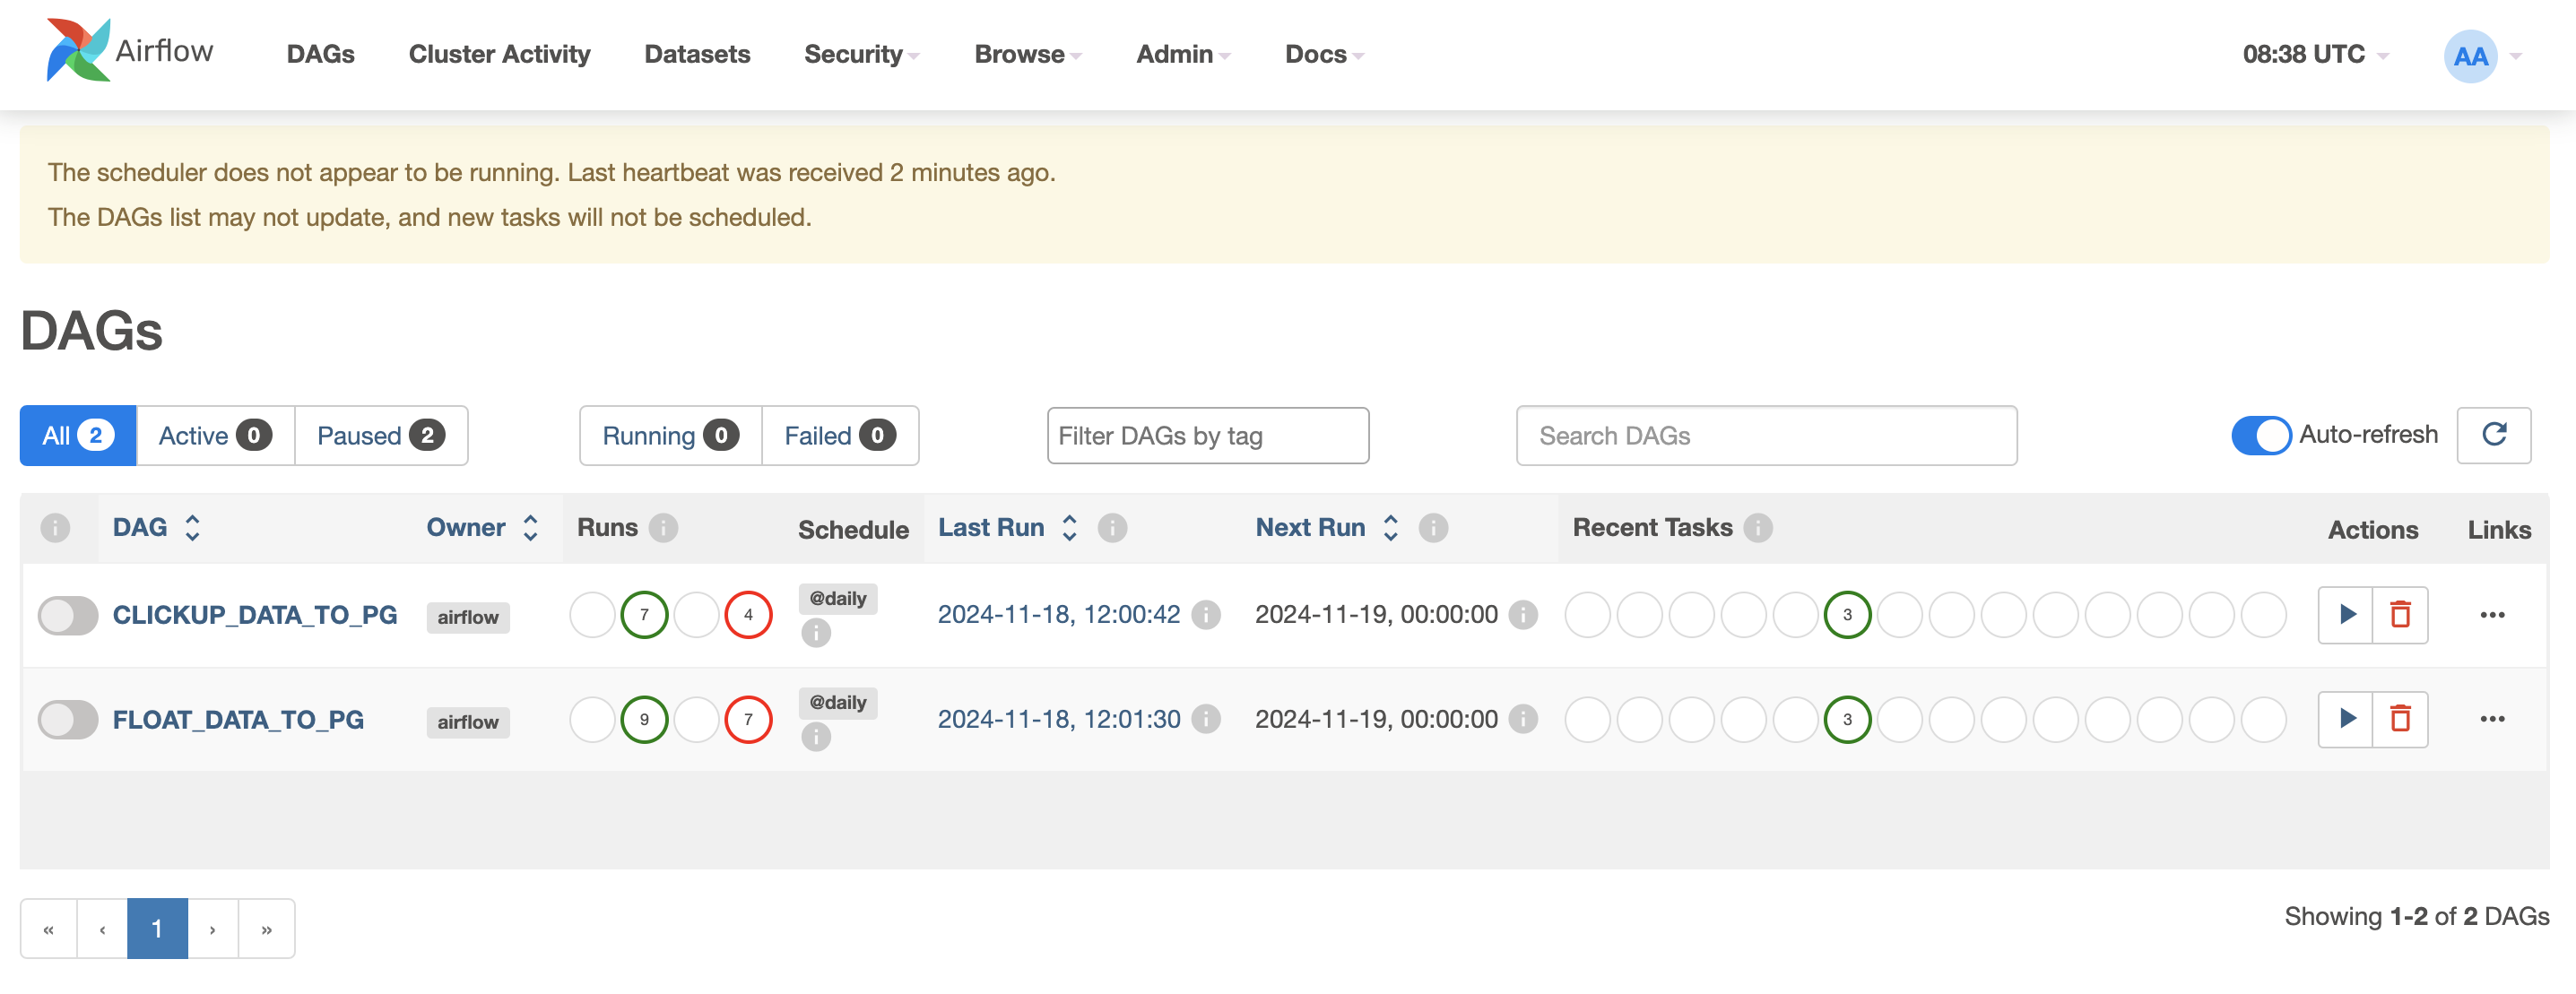 Airflow DAGs Cluster Activity Datasets Security Browse Admin Docs 08:38 UTC AA
The scheduler does not appear to be running. Last heartbeat was received 2 minutes ago.
The DAGs list may not update, and new tasks will not be scheduled.
DAGs
All 2 Active 0 Paused 2 Running 0 Failed 0 Filter DAGs by tag Search DAGs Auto-refresh
DAG Owner Runs Schedule Last Run Next Run Recent Tasks Actions Links
CLICKUP_DATA_TO_PG airflow 7 4 @daily 2024-11-18, 12:00:42 2024-11-19, 00:00:00 3
FLOAT_DATA_TO_PG airflow 9 7 @daily 2024-11-18, 12:01:30 2024-11-19, 00:00:00 3
« ‹ 1 › » Showing 1-2 of 2 DAGs